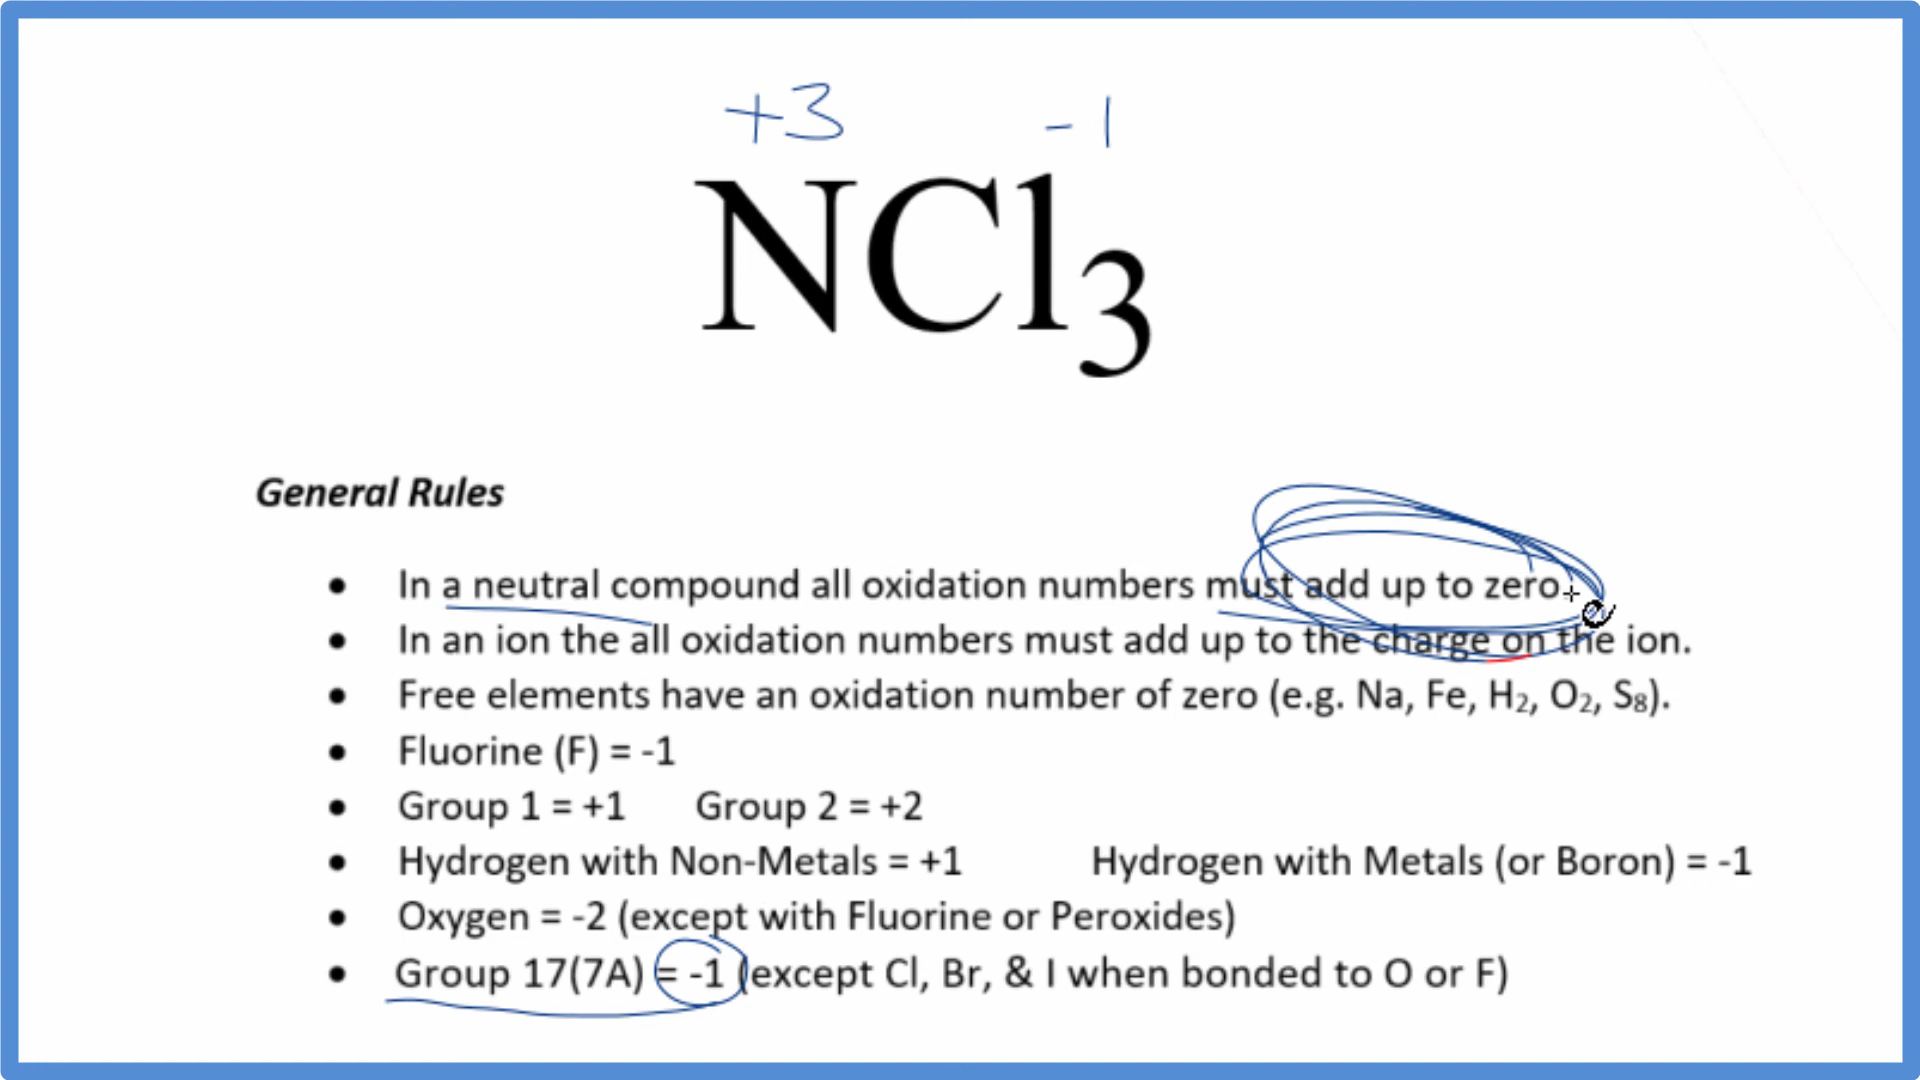 +3 -1
NCl₃
General Rules
• In a neutral compound all oxidation numbers must add up to zero.
• In an ion the all oxidation numbers must add up to the charge on the ion.
• Free elements have an oxidation number of zero (e.g. Na, Fe, H₂, O₂, S₈).
• Fluorine (F) = -1
• Group 1 = +1 Group 2 = +2
• Hydrogen with Non-Metals = +1 Hydrogen with Metals (or Boron) = -1
• Oxygen = -2 (except with Fluorine or Peroxides)
• Group 17(7A) = -1 (except Cl, Br, & I when bonded to O or F)